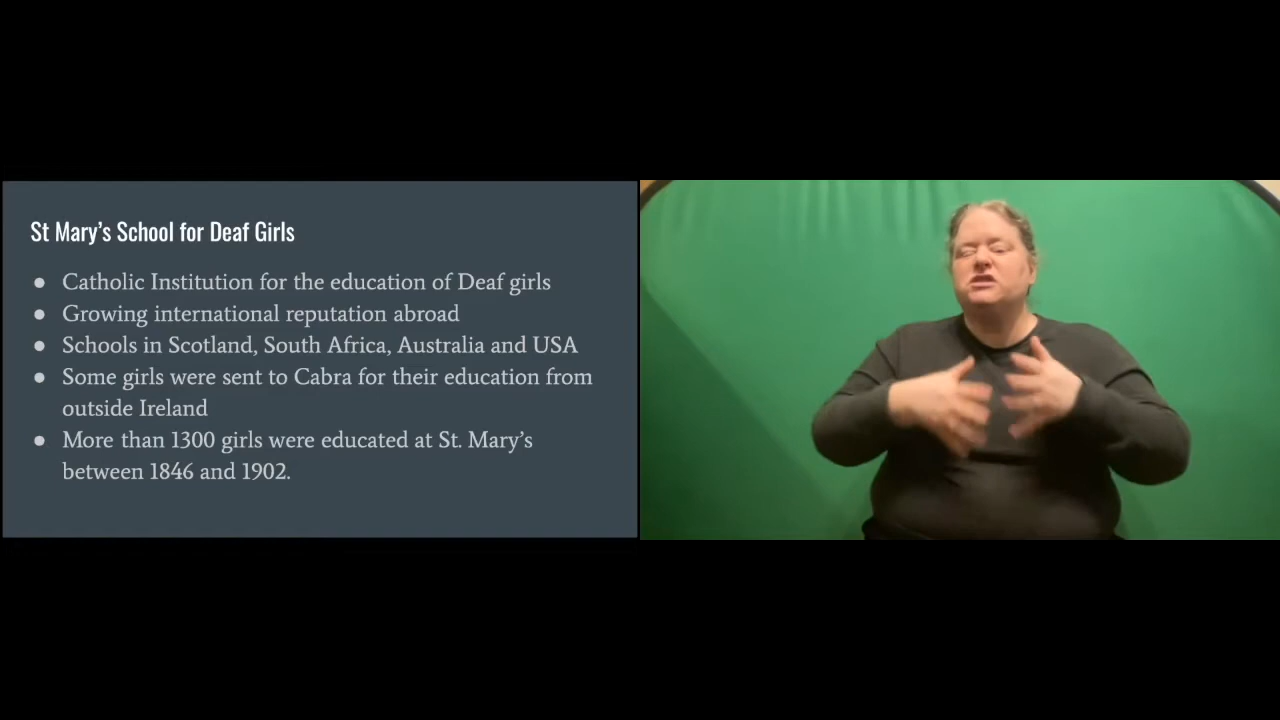 St Mary’s School for Deaf Girls
● Catholic Institution for the education of Deaf girls
● Growing international reputation abroad
● Schools in Scotland, South Africa, Australia and USA
● Some girls were sent to Cabra for their education from
outside Ireland
● More than 1300 girls were educated at St. Mary’s
between 1846 and 1902.